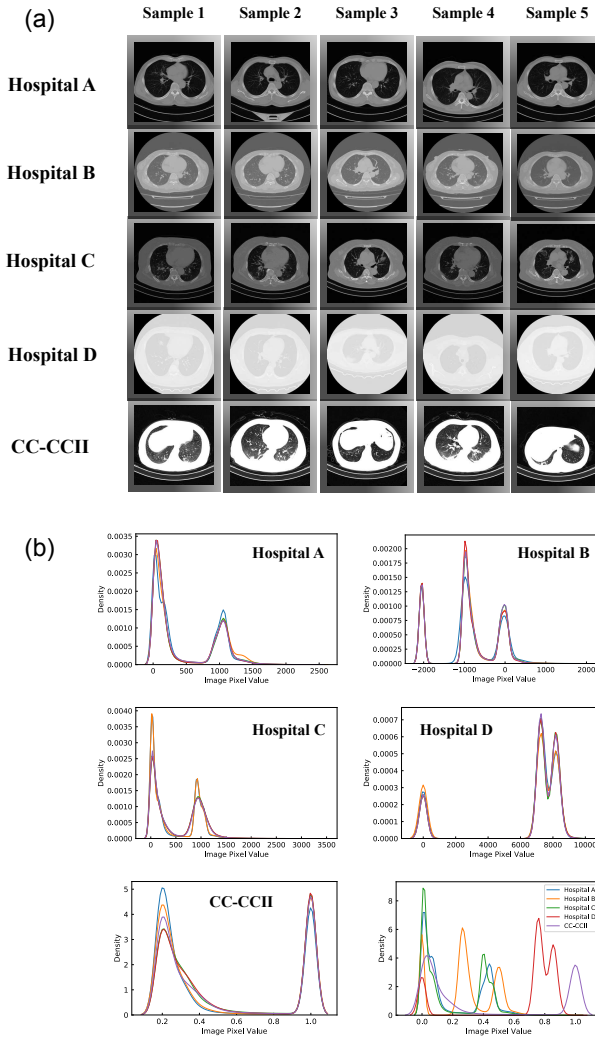 (a)
Sample 1 Sample 2 Sample 3 Sample 4 Sample 5
Hospital A
Hospital B
Hospital C
Hospital D
CC-CCII
(b)
Hospital A
Density
0.0035
0.0030
0.0025
0.0020
0.0015
0.0010
0.0005
0.0000
0 500 1000 1500 2000 2500
Image Pixel Value
Hospital B
Density
0.00200
0.00175
0.00150
0.00125
0.00100
0.00075
0.00050
0.00025
0.00000
−2000 −1000 0 1000 2000
Image Pixel Value
Hospital C
Density
0.0040
0.0035
0.0030
0.0025
0.0020
0.0015
0.0010
0.0005
0.0000
0 500 1000 1500 2000 2500 3000 3500
Image Pixel Value
Hospital D
Density
0.0007
0.0006
0.0005
0.0004
0.0003
0.0002
0.0001
0.0000
0 2000 4000 6000 8000 10000
Image Pixel Value
CC-CCII
Density
5
4
3
2
1
0
0.2 0.4 0.6 0.8 1.0
Image Pixel Value
Density
8
6
4
2
0
0.0 0.2 0.4 0.6 0.8 1.0
Image Pixel Value
Hospital A
Hospital B
Hospital C
Hospital D
CC-CCII